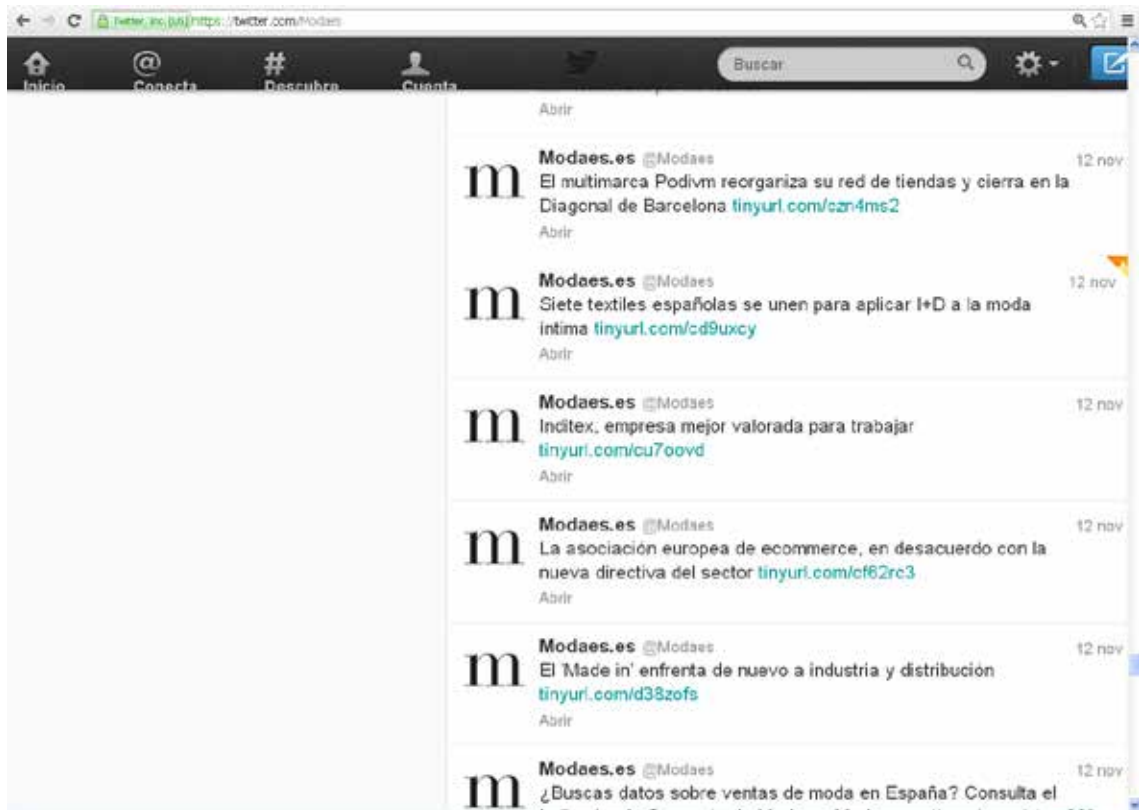 Twitter, Inc. [US] https://twitter.com/Modaes
Inicio
Conecta
Descubre
Cuenta
Buscar
Abrir
m
Modaes.es @Modaes 12 nov
El multimarca Podivm reorganiza su red de tiendas y cierra en la
Diagonal de Barcelona tinyurl.com/czn4ms2
Abrir
m
Modaes.es @Modaes 12 nov
Siete textiles españolas se unen para aplicar I+D a la moda
íntima tinyurl.com/cd9uxcy
Abrir
m
Modaes.es @Modaes 12 nov
Inditex, empresa mejor valorada para trabajar
tinyurl.com/cu7oovd
Abrir
m
Modaes.es @Modaes 12 nov
La asociación europea de ecommerce, en desacuerdo con la
nueva directiva del sector tinyurl.com/cf62rc3
Abrir
m
Modaes.es @Modaes 12 nov
El 'Made in' enfrenta de nuevo a industria y distribución
tinyurl.com/d38zofs
Abrir
m
Modaes.es @Modaes 12 nov
¿Buscas datos sobre ventas de moda en España? Consulta el